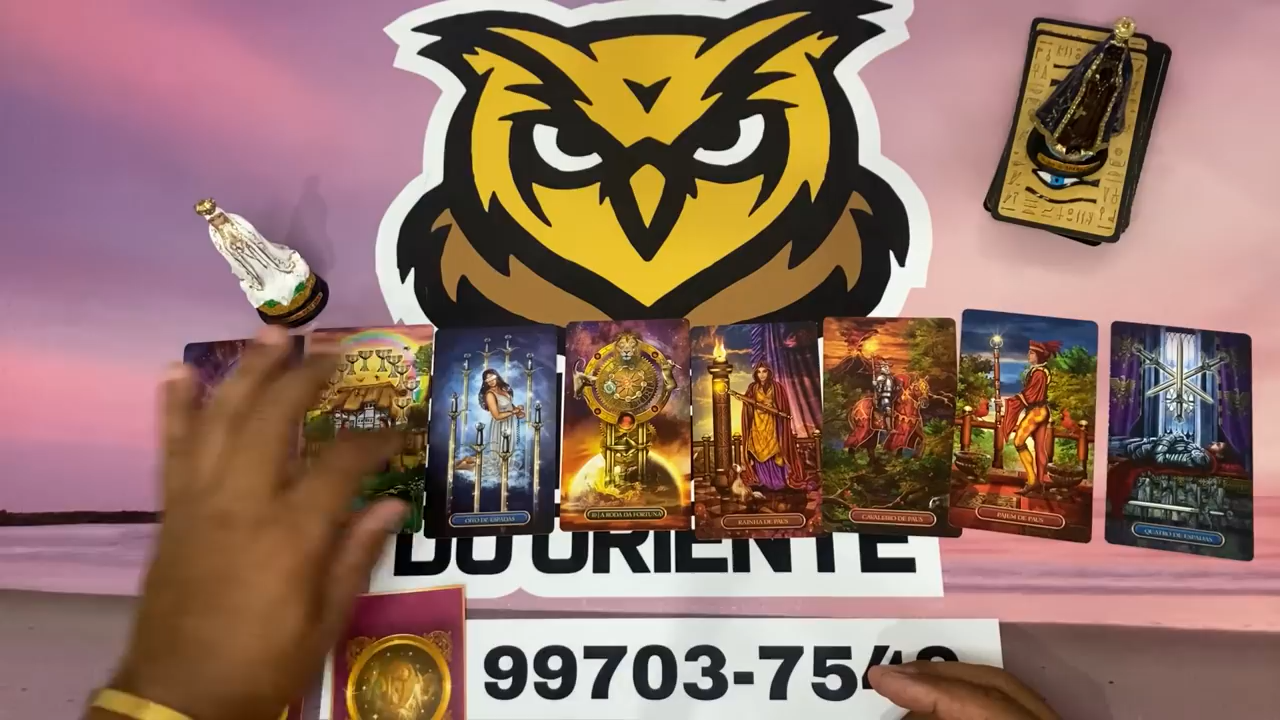 OITO DE ESPADAS
A RODA DA FORTUNA
RAINHA DE PAUS
CAVALEIRO DE PAUS
PAJEM DE PAUS
QUATRO DE ESPADAS
DO ORIENTE
99703-754